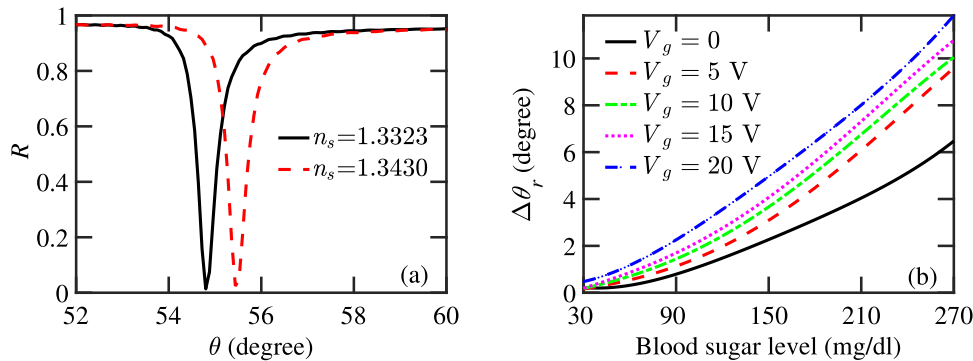 1
0.8
0.6
0.4
0.2
0
R
n_s=1.3323
n_s=1.3430
(a)
52 54 56 58 60
θ (degree)
10
8
6
4
2
0
Δθ_r (degree)
V_g = 0
V_g = 5 V
V_g = 10 V
V_g = 15 V
V_g = 20 V
(b)
30 90 150 210 270
Blood sugar level (mg/dl)